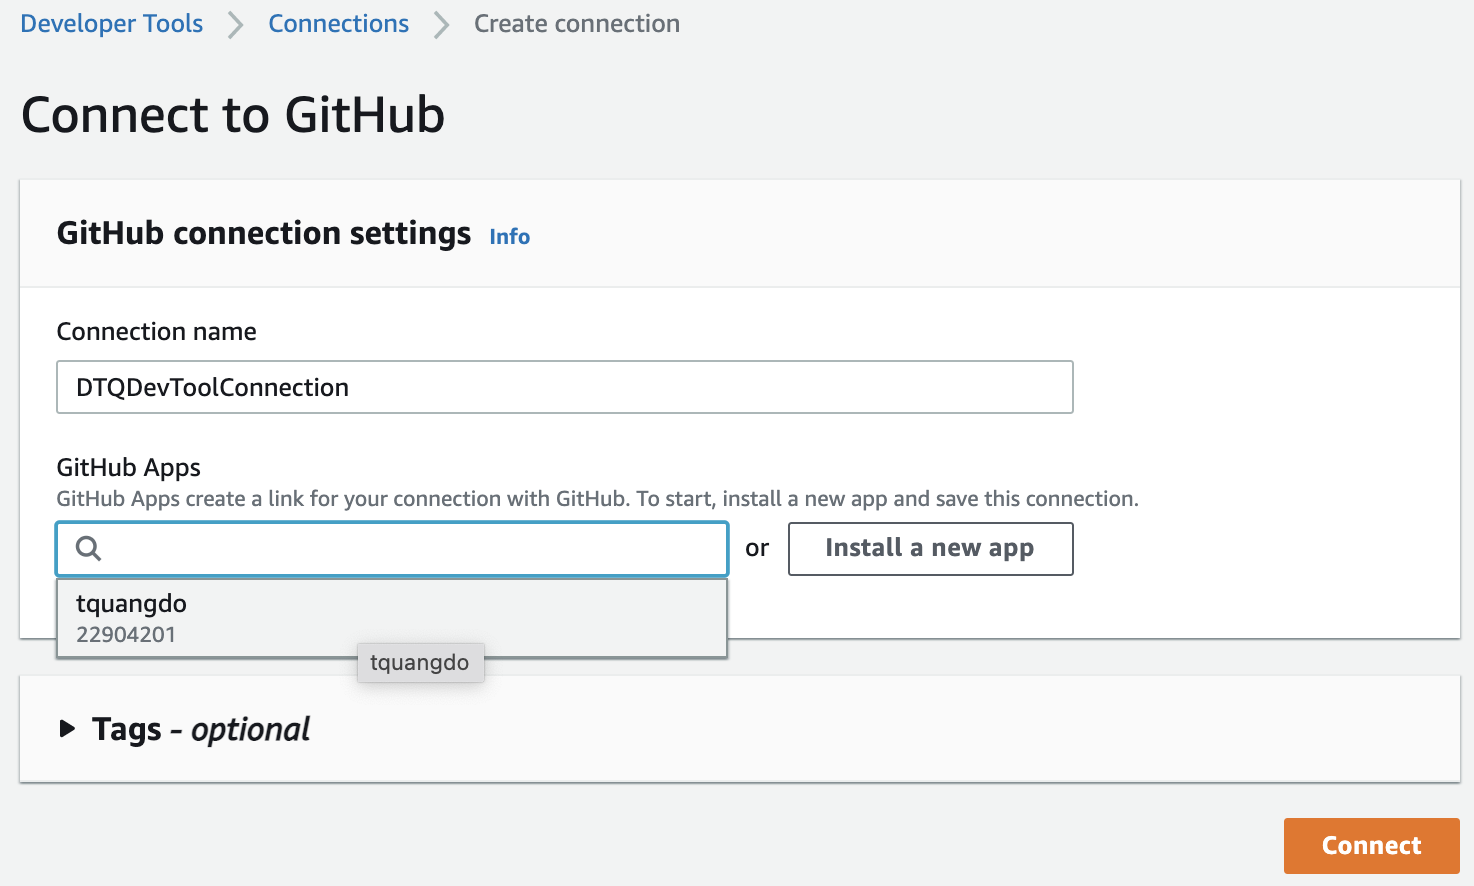 Developer Tools > Connections > Create connection
Connect to GitHub
GitHub connection settings Info
Connection name
DTQDevToolConnection
GitHub Apps
GitHub Apps create a link for your connection with GitHub. To start, install a new app and save this connection.
or Install a new app
tquangdo
22904201
tquangdo
Tags - optional
Connect